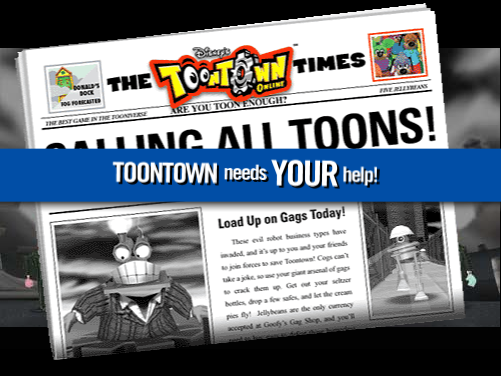 DONALD'S
DOCK
FOG FORECASTED
THE Disney's TOONTOWN ONLINE TIMES
THE BEST GAME IN THE TOONIVERSE
ARE YOU TOON ENOUGH?
FIVE JELLYBEANS
CALLING ALL TOONS!
TOONTOWN needs YOUR help!
Load Up on Gags Today!
These evil robot business types have
invaded, and it's up to you and your friends
to join forces to save Toontown! Cogs can't
take a joke, so use your giant arsenal of gags
to crack them up. Get out your seltzer
bottles, drop a few safes, and let the cream
pies fly! Jellybeans are the only currency
accepted at Goofy's Gag Shop, and you'll